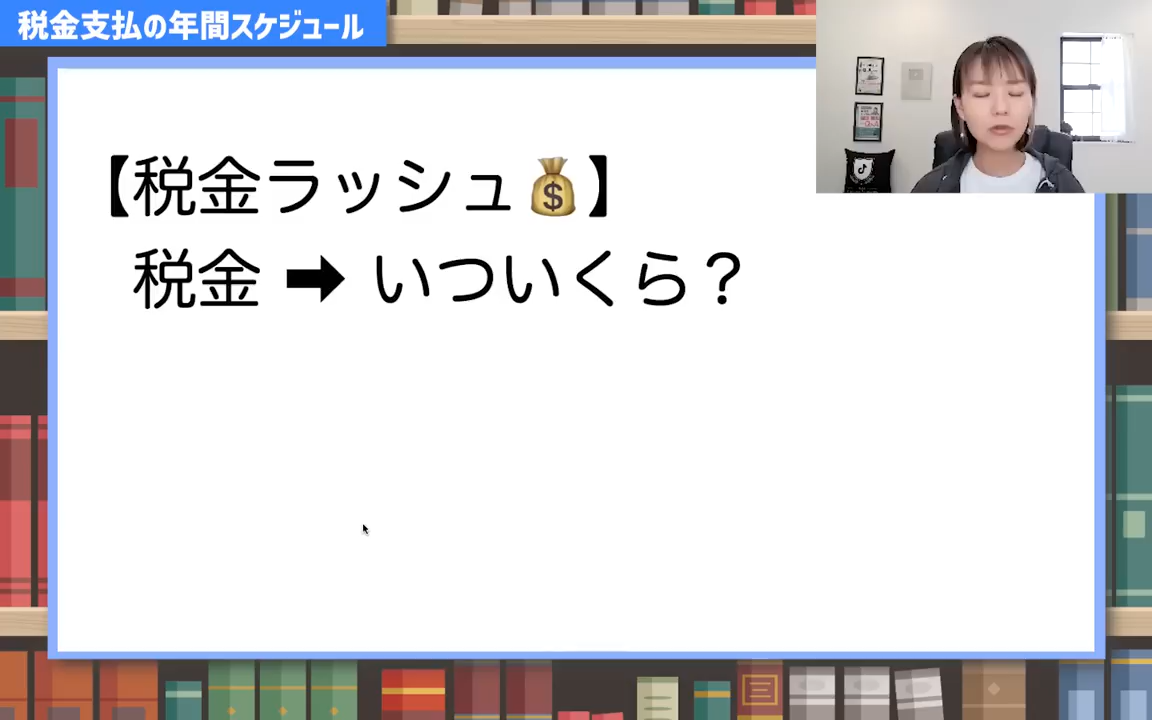 税金支払の年間スケジュール
【税金ラッシュ💰】
税金 ➡ いついくら？